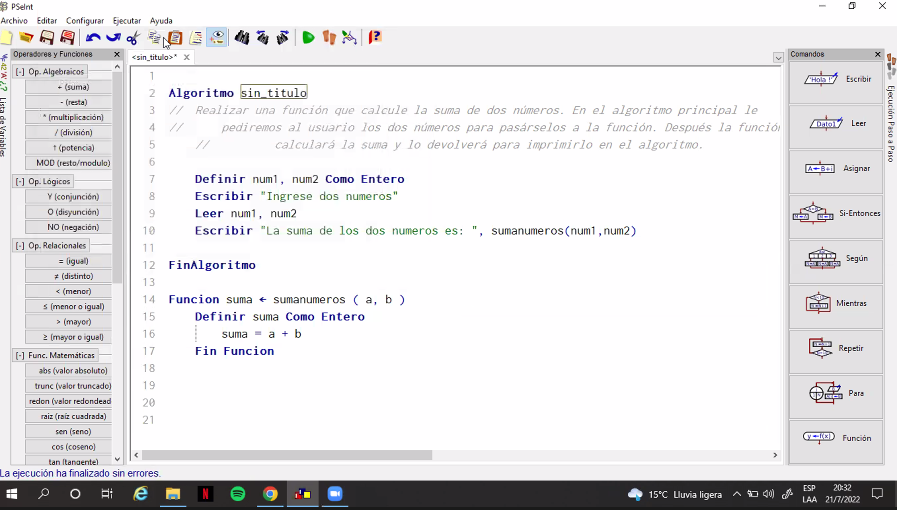 PSeInt
Archivo Editar Configurar Ejecutar Ayuda
Operadores y Funciones
<sin_titulo>*
Comandos
Lista de Variables
Ejecución Paso a Paso
[-] Op. Algebraicos
+ (suma)
- (resta)
* (multiplicación)
/ (división)
↑ (potencia)
MOD (resto/modulo)
[-] Op. Lógicos
Y (conjunción)
O (disyunción)
NO (negación)
[-] Op. Relacionales
= (igual)
≠ (distinto)
< (menor)
≤ (menor o igual)
> (mayor)
≥ (mayor o igual)
[-] Func. Matemáticas
abs (valor absoluto)
trunc (valor truncado)
redon (valor redondead
raiz (raíz cuadrada)
sen (seno)
cos (coseno)
tan (tangente)
1
2 Algoritmo sin_titulo
3 // Realizar una función que calcule la suma de dos números. En el algoritmo principal le
4 // pediremos al usuario los dos números para pasárselos a la función. Después la función
5 // calculará la suma y lo devolverá para imprimirlo en el algoritmo.
6
7 Definir num1, num2 Como Entero
8 Escribir "Ingrese dos numeros"
9 Leer num1, num2
10 Escribir "La suma de los dos numeros es: ", sumanumeros(num1,num2)
11
12 FinAlgoritmo
13
14 Funcion suma ← sumanumeros ( a, b )
15 Definir suma Como Entero
16 suma = a + b
17 Fin Funcion
18
19
20
21
'Hola !' Escribir
Dato1 Leer
A←B+i Asignar
Si-Entonces
Según
Mientras
Repetir
Para
y ← f(x) Función
La ejecución ha finalizado sin errores.
15°C Lluvia ligera
ESP
LAA
20:32
21/7/2022